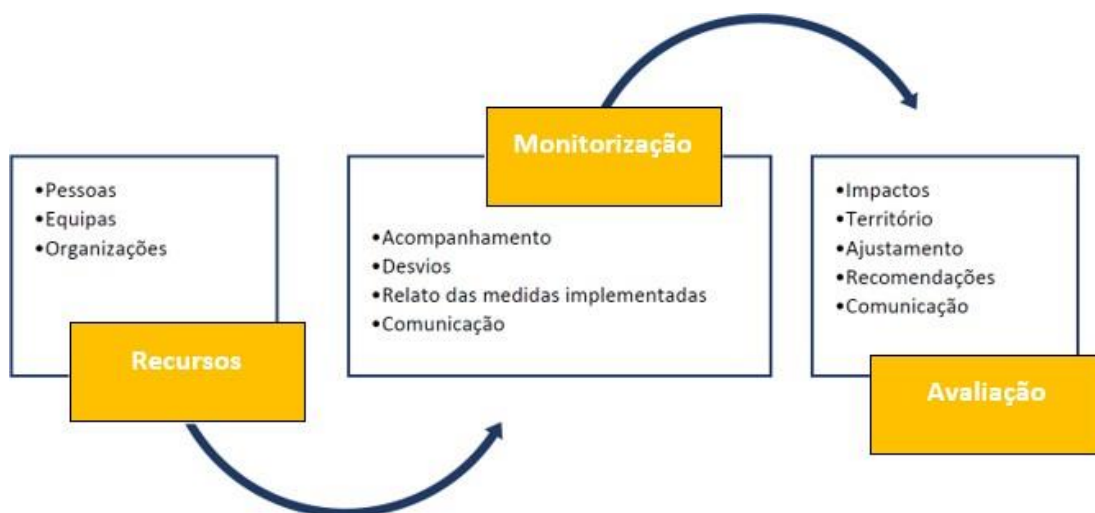 •Pessoas
•Equipas
•Organizações
Recursos
Monitorização
•Acompanhamento
•Desvios
•Relato das medidas implementadas
•Comunicação
•Impactos
•Território
•Ajustamento
•Recomendações
•Comunicação
Avaliação